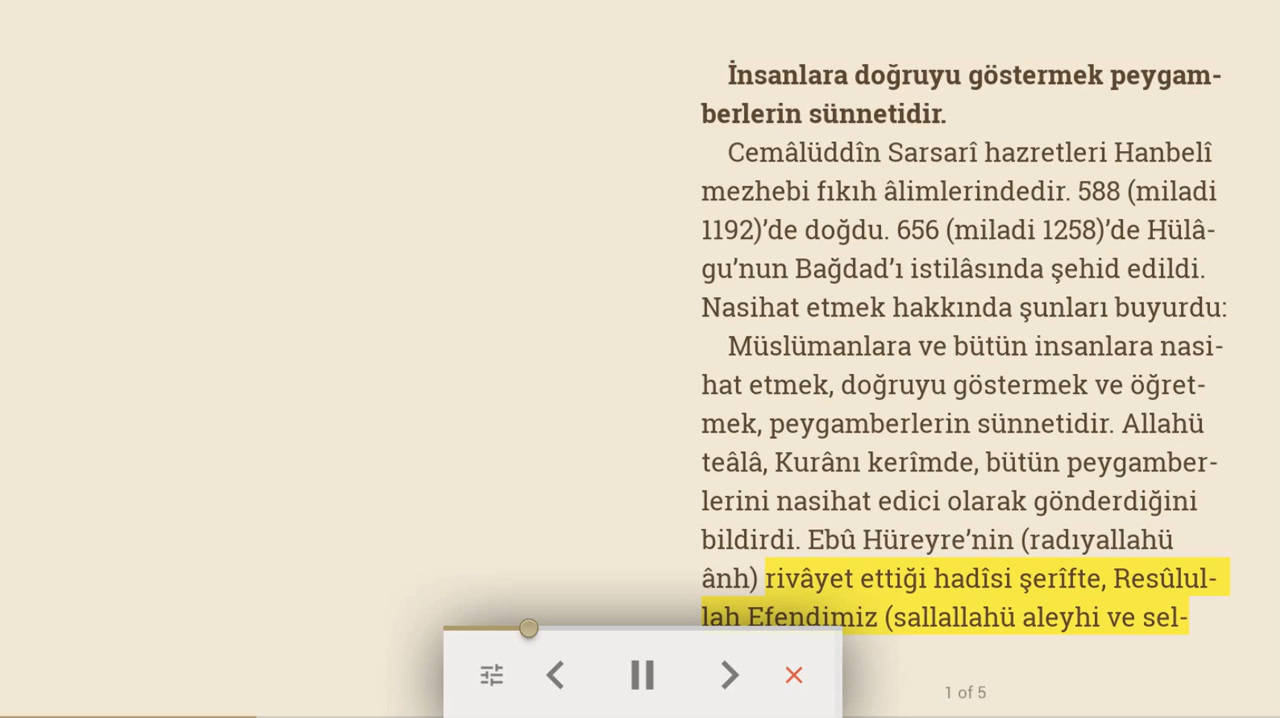 İnsanlara doğruyu göstermek peygam-
berlerin sünnetidir.
Cemâlüddîn Sarsarî hazretleri Hanbelî
mezhebi fıkıh âlimlerindedir. 588 (miladi
1192)’de doğdu. 656 (miladi 1258)’de Hülâ-
gu’nun Bağdad’ı istilâsında şehid edildi.
Nasihat etmek hakkında şunları buyurdu:
Müslümanlara ve bütün insanlara nasi-
hat etmek, doğruyu göstermek ve öğret-
mek, peygamberlerin sünnetidir. Allahü
teâlâ, Kurânı kerîmde, bütün peygamber-
lerini nasihat edici olarak gönderdiğini
bildirdi. Ebû Hüreyre’nin (radıyallahü
ânh) rivâyet ettiği hadîsi şerîfte, Resûlul-
lah Efendimiz (sallallahü aleyhi ve sel-
1 of 5